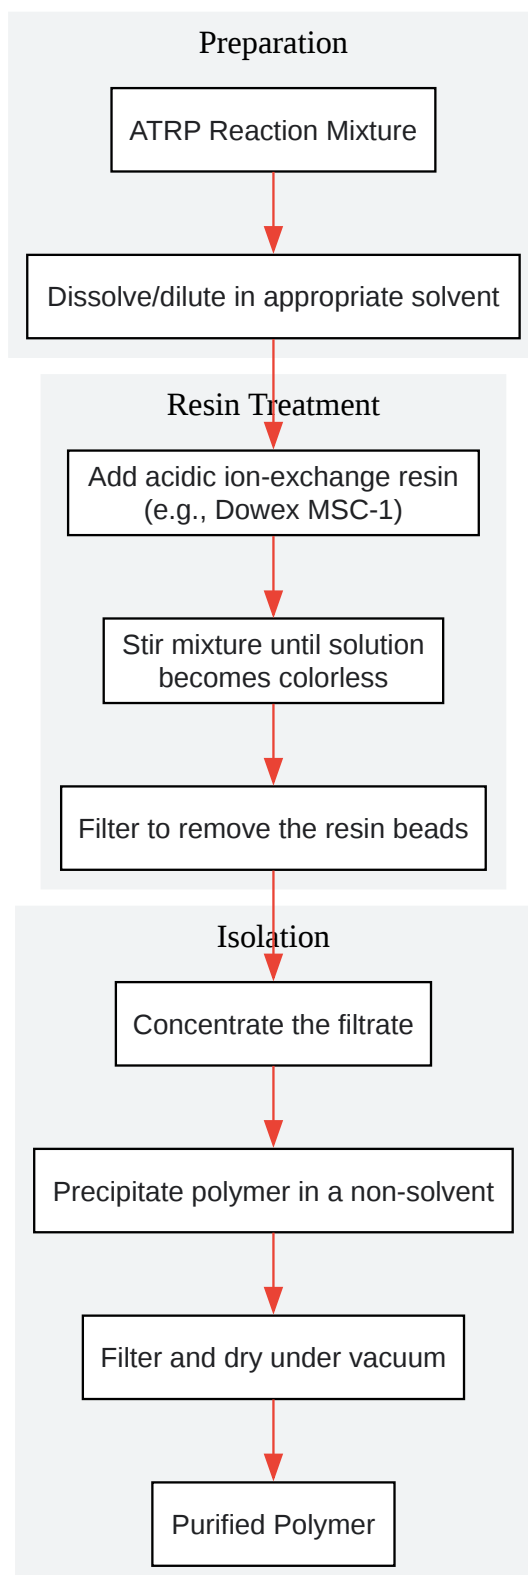 Preparation
ATRP Reaction Mixture
Dissolve/dilute in appropriate solvent
Resin Treatment
Add acidic ion-exchange resin
(e.g., Dowex MSC-1)
Stir mixture until solution
becomes colorless
Filter to remove the resin beads
Isolation
Concentrate the filtrate
Precipitate polymer in a non-solvent
Filter and dry under vacuum
Purified Polymer